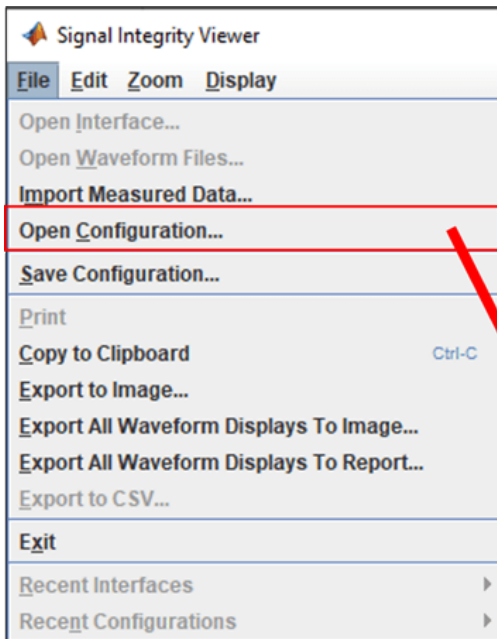 Signal Integrity Viewer
File Edit Zoom Display
Open Interface...
Open Waveform Files...
Import Measured Data...
Open Configuration...
Save Configuration...
Print
Copy to Clipboard Ctrl-C
Export to Image...
Export All Waveform Displays To Image...
Export All Waveform Displays To Report...
Export to CSV...
Exit
Recent Interfaces
Recent Configurations